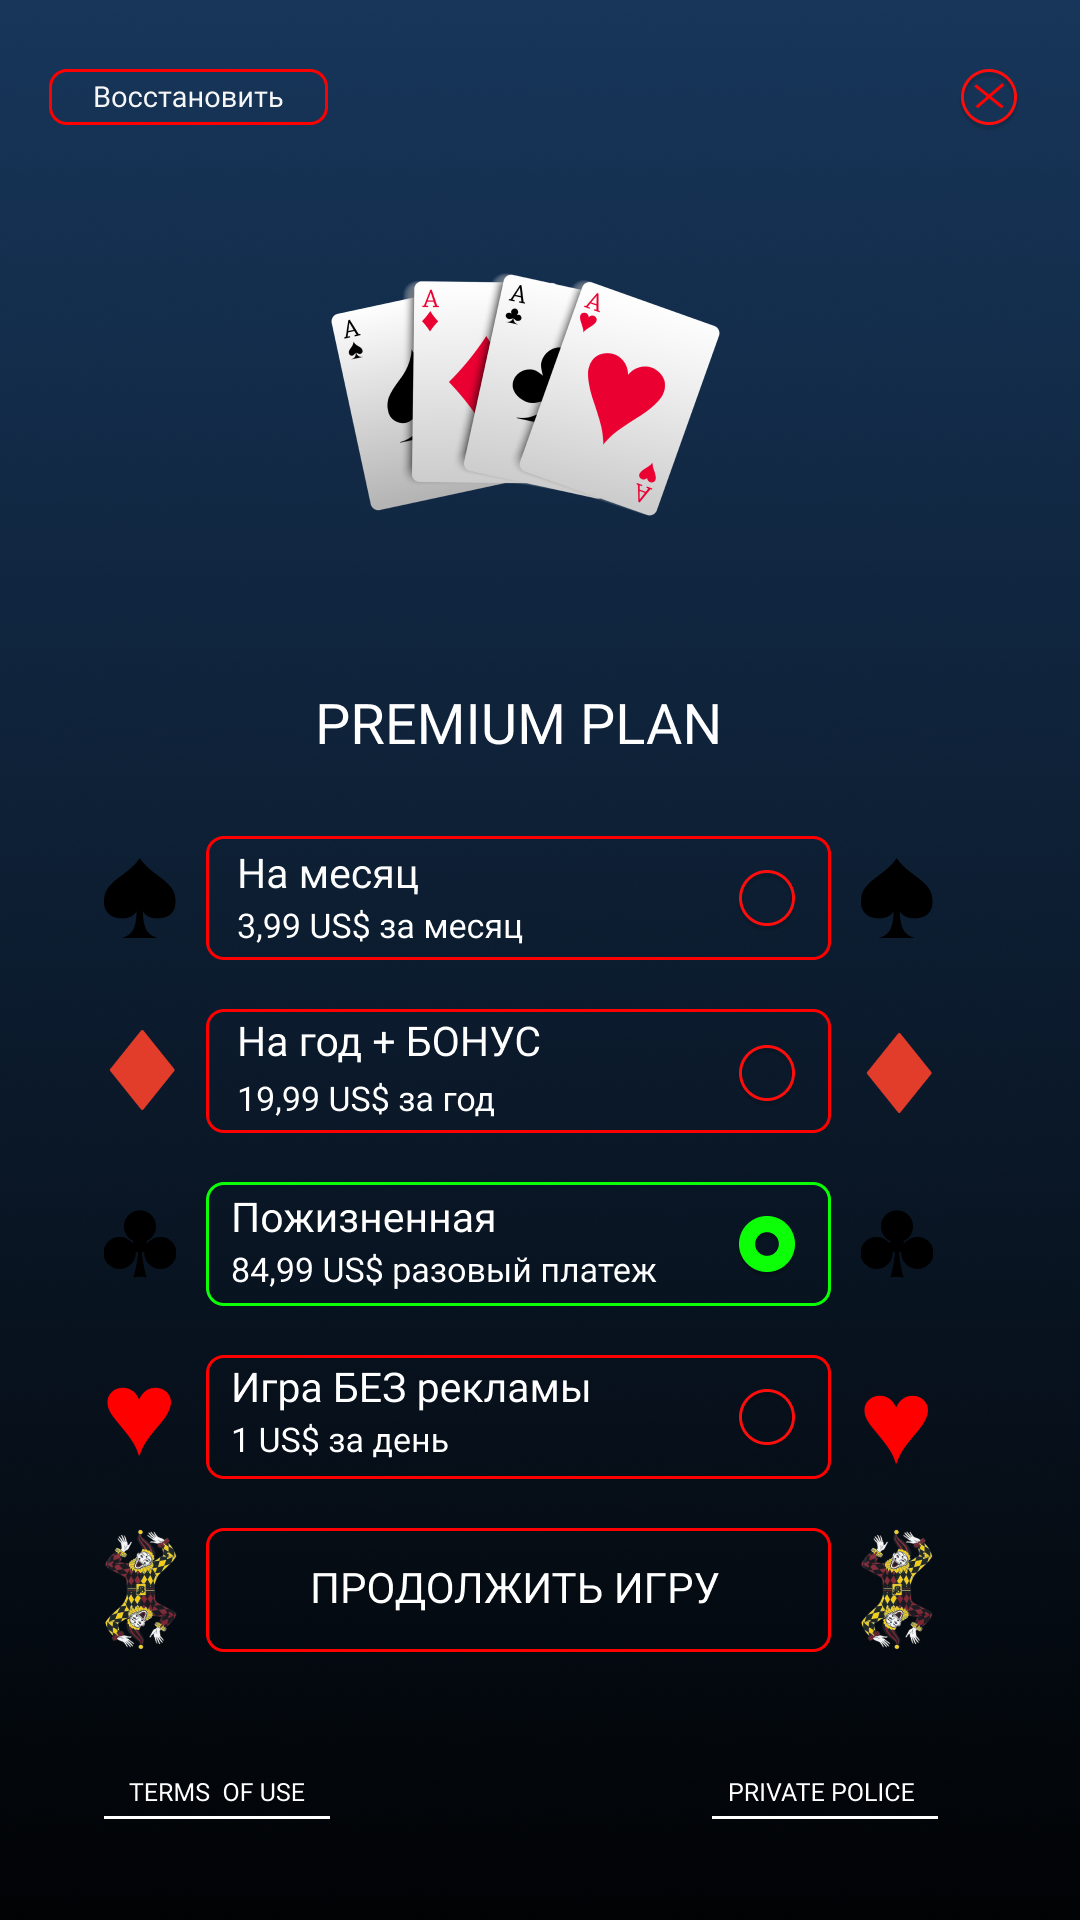 Восстановить
A
A
A
A
A
PREMIUM PLAN
На месяц
3,99 US$ за месяц
На год + БОНУС
19,99 US$ за год
Пожизненная
84,99 US$ разовый платеж
Игра БЕЗ рекламы
1 US$ за день
ПРОДОЛЖИТЬ ИГРУ
TERMS  OF USE
PRIVATE POLICE